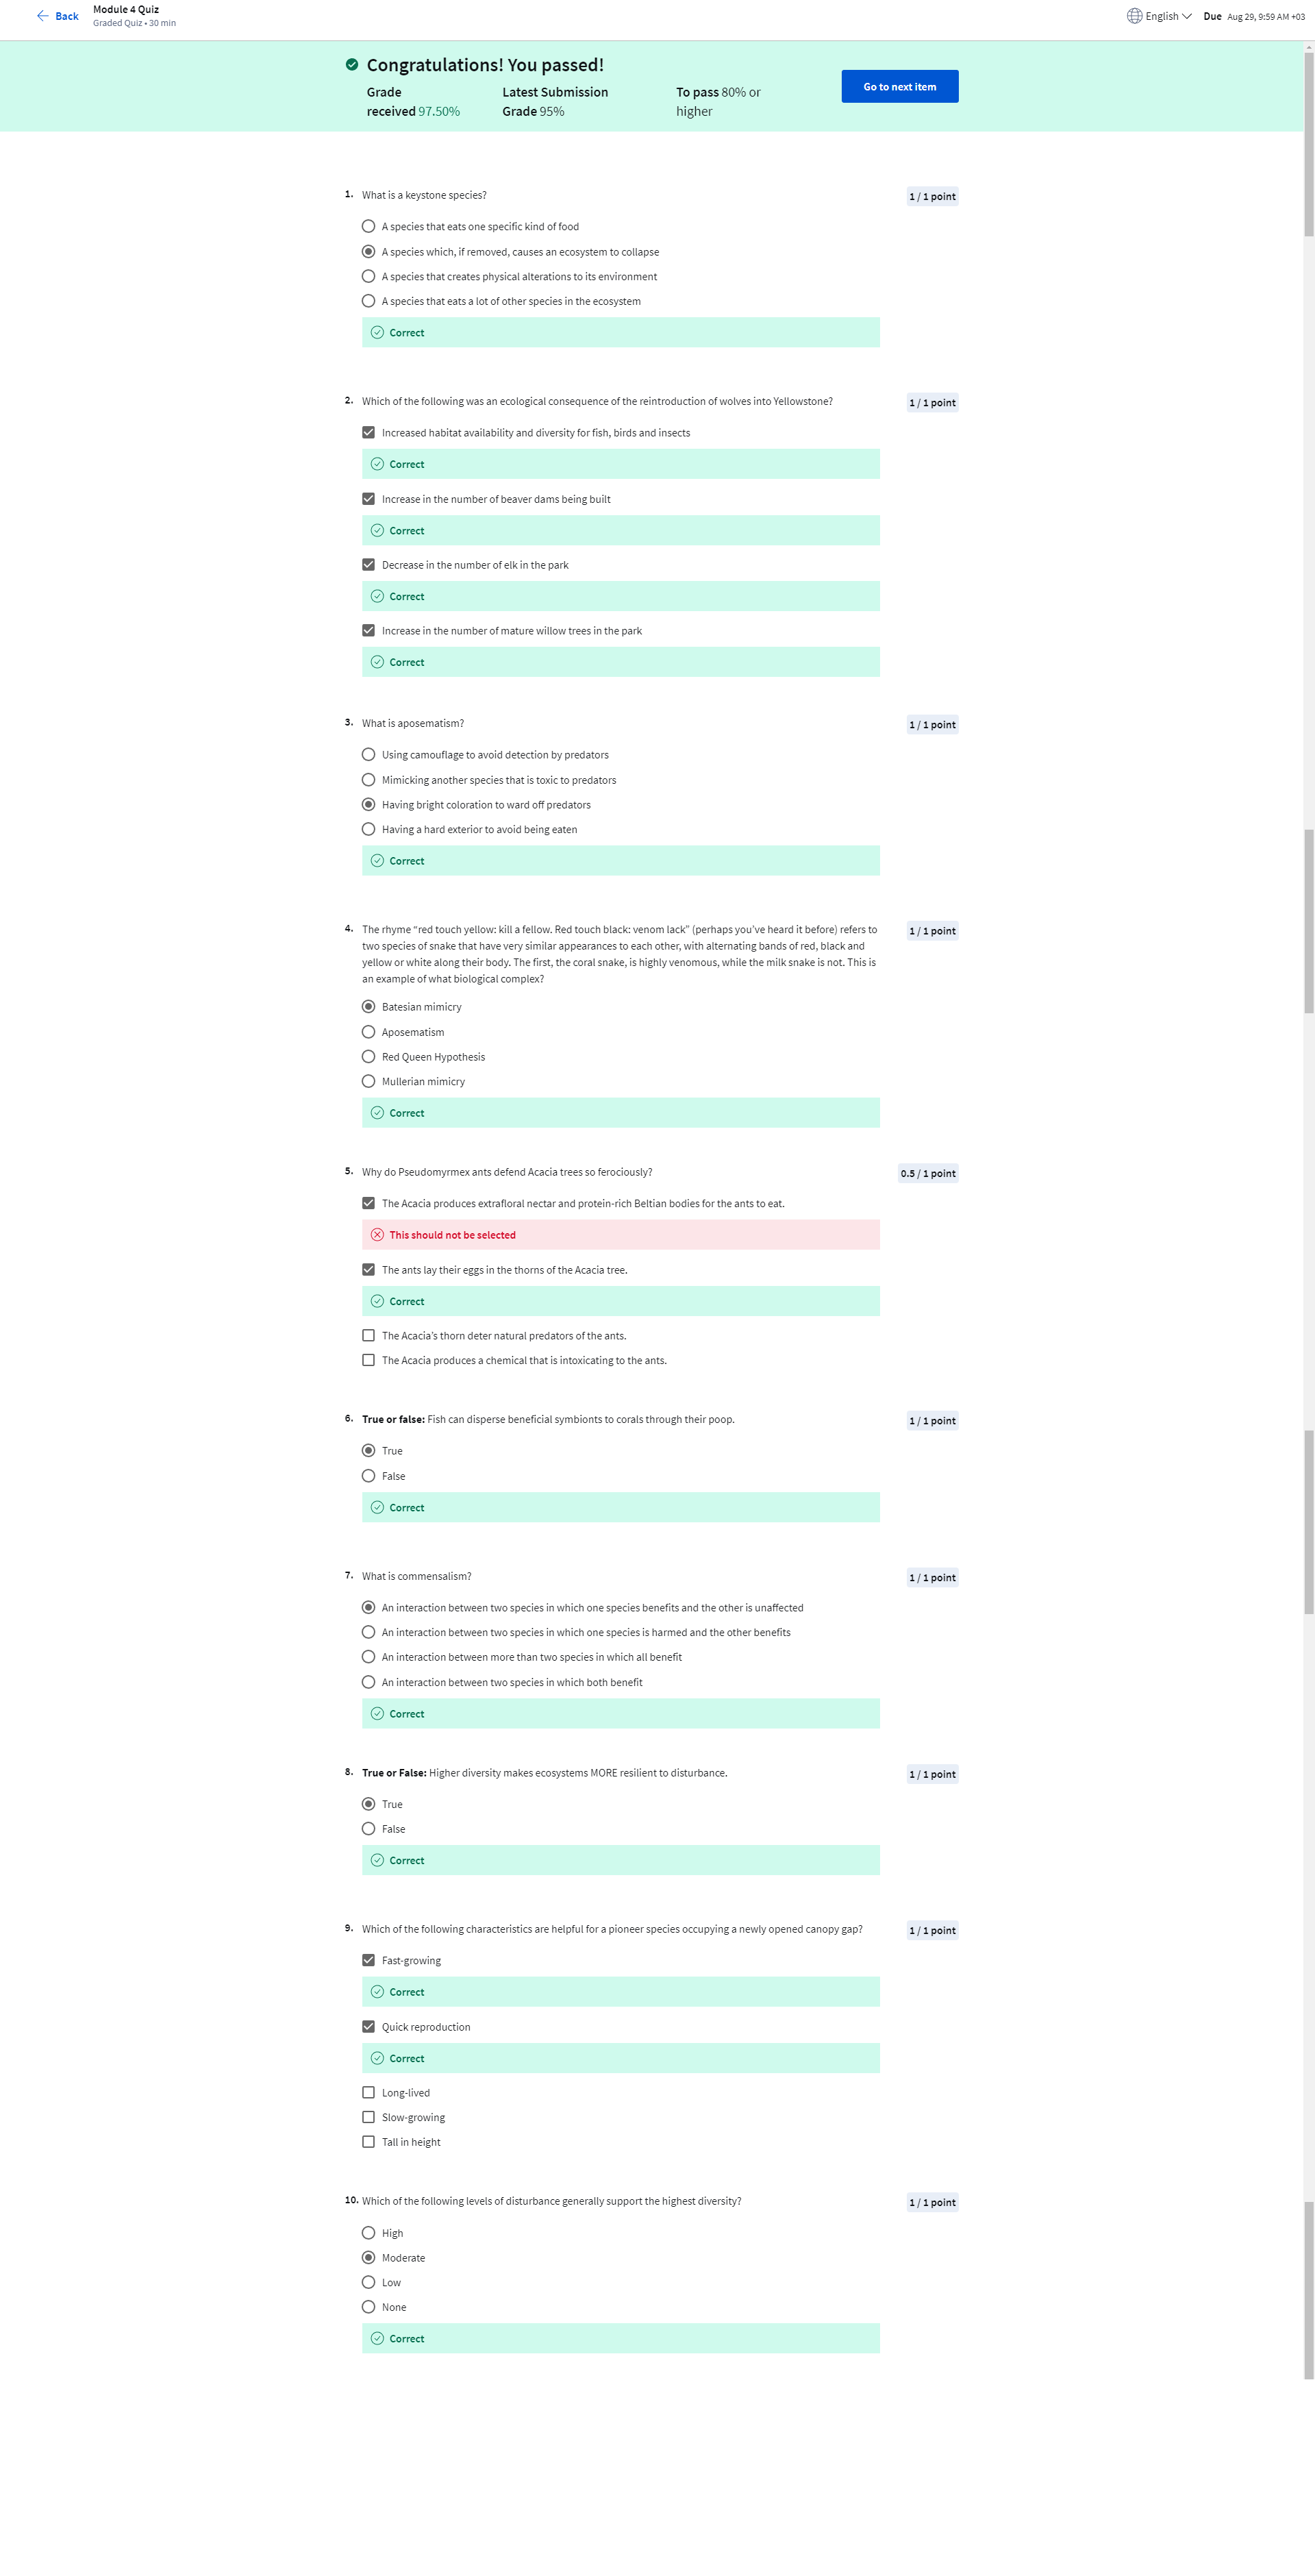 Back
Module 4 Quiz
Graded Quiz • 30 min
English
Due Aug 29, 9:59 AM +03
Congratulations! You passed!
Grade received 97.50%
Latest Submission Grade 95%
To pass 80% or higher
Go to next item
1. What is a keystone species?
1 / 1 point
A species that eats one specific kind of food
A species which, if removed, causes an ecosystem to collapse
A species that creates physical alterations to its environment
A species that eats a lot of other species in the ecosystem
Correct
2. Which of the following was an ecological consequence of the reintroduction of wolves into Yellowstone?
1 / 1 point
Increased habitat availability and diversity for fish, birds and insects
Correct
Increase in the number of beaver dams being built
Correct
Decrease in the number of elk in the park
Correct
Increase in the number of mature willow trees in the park
Correct
3. What is aposematism?
1 / 1 point
Using camouflage to avoid detection by predators
Mimicking another species that is toxic to predators
Having bright coloration to ward off predators
Having a hard exterior to avoid being eaten
Correct
4. The rhyme “red touch yellow: kill a fellow. Red touch black: venom lack” (perhaps you’ve heard it before) refers to
two species of snake that have very similar appearances to each other, with alternating bands of red, black and
yellow or white along their body. The first, the coral snake, is highly venomous, while the milk snake is not. This is
an example of what biological complex?
1 / 1 point
Batesian mimicry
Aposematism
Red Queen Hypothesis
Mullerian mimicry
Correct
5. Why do Pseudomyrmex ants defend Acacia trees so ferociously?
0.5 / 1 point
The Acacia produces extrafloral nectar and protein-rich Beltian bodies for the ants to eat.
This should not be selected
The ants lay their eggs in the thorns of the Acacia tree.
Correct
The Acacia’s thorn deter natural predators of the ants.
The Acacia produces a chemical that is intoxicating to the ants.
6. True or false: Fish can disperse beneficial symbionts to corals through their poop.
1 / 1 point
True
False
Correct
7. What is commensalism?
1 / 1 point
An interaction between two species in which one species benefits and the other is unaffected
An interaction between two species in which one species is harmed and the other benefits
An interaction between more than two species in which all benefit
An interaction between two species in which both benefit
Correct
8. True or False: Higher diversity makes ecosystems MORE resilient to disturbance.
1 / 1 point
True
False
Correct
9. Which of the following characteristics are helpful for a pioneer species occupying a newly opened canopy gap?
1 / 1 point
Fast-growing
Correct
Quick reproduction
Correct
Long-lived
Slow-growing
Tall in height
10. Which of the following levels of disturbance generally support the highest diversity?
1 / 1 point
High
Moderate
Low
None
Correct